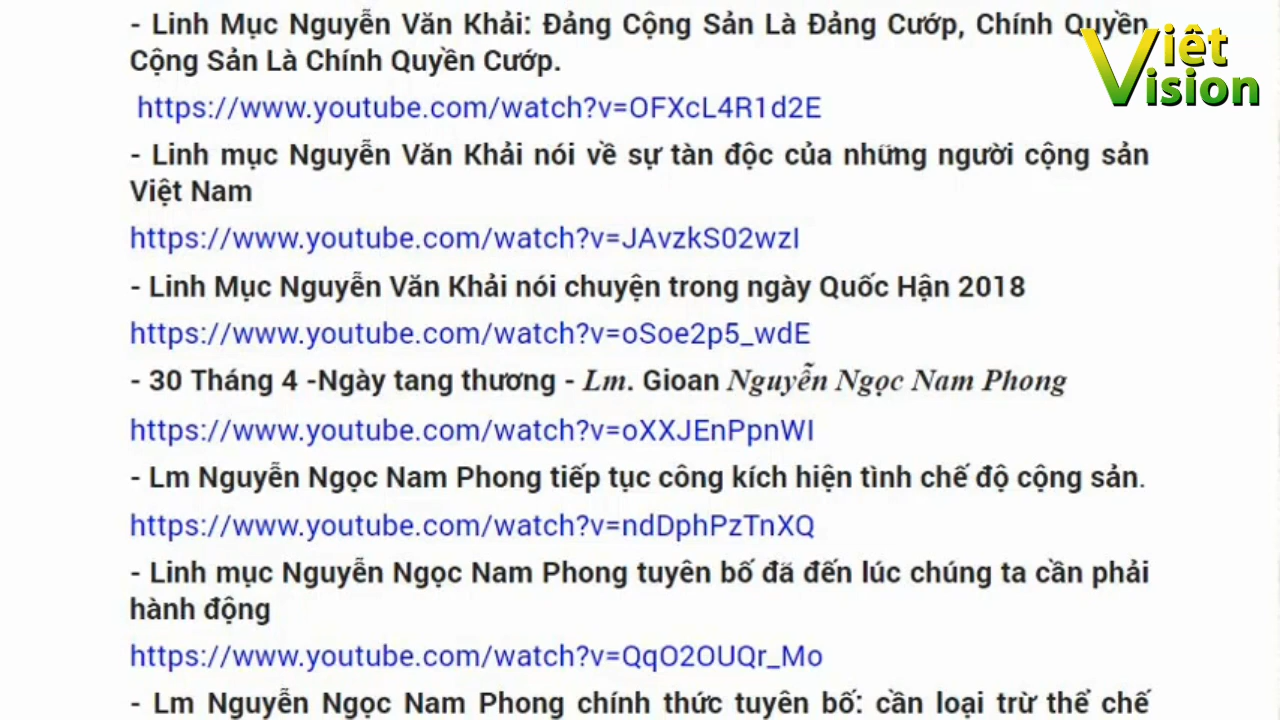 - Linh Mục Nguyễn Văn Khải: Đảng Cộng Sản Là Đảng Cướp, Chính Quyền
Cộng Sản Là Chính Quyền Cướp.
https://www.youtube.com/watch?v=OFXcL4R1d2E
- Linh mục Nguyễn Văn Khải nói về sự tàn độc của những người cộng sản
Việt Nam
https://www.youtube.com/watch?v=JAvzkS02wzI
- Linh Mục Nguyễn Văn Khải nói chuyện trong ngày Quốc Hận 2018
https://www.youtube.com/watch?v=oSoe2p5_wdE
- 30 Tháng 4 -Ngày tang thương - Lm. Gioan Nguyễn Ngọc Nam Phong
https://www.youtube.com/watch?v=oXXJEnPpnWI
- Lm Nguyễn Ngọc Nam Phong tiếp tục công kích hiện tình chế độ cộng sản.
https://www.youtube.com/watch?v=ndDphPzTnXQ
- Linh mục Nguyễn Ngọc Nam Phong tuyên bố đã đến lúc chúng ta cần phải
hành động
https://www.youtube.com/watch?v=QqO2OUQr_Mo
- Lm Nguyễn Ngọc Nam Phong chính thức tuyên bố: cần loại trừ thể chế
Việt
Vision